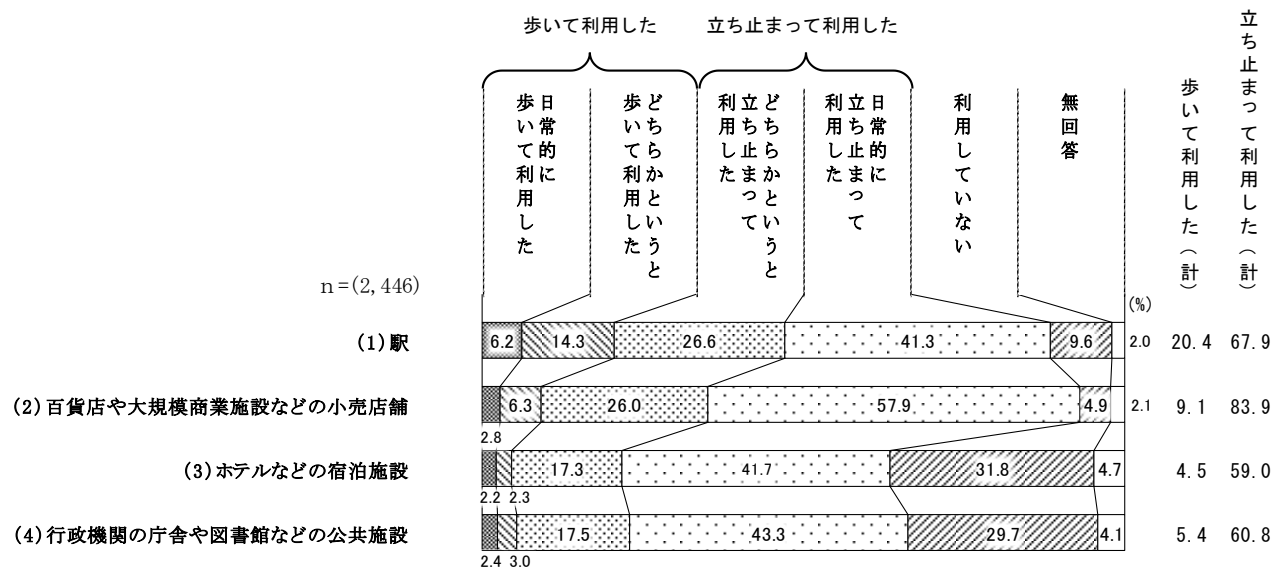 歩いて利用した
立ち止まって利用した
日常的に
歩いて利用した
どちらかというと
歩いて利用した
どちらかというと
立ち止まって
利用した
日常的に
立ち止まって
利用した
利用していない
無回答
歩いて利用した（計）
立ち止まって利用した（計）
n=(2,446)
(%)
(1)駅 6.2 14.3 26.6 41.3 9.6 2.0 20.4 67.9
(2)百貨店や大規模商業施設などの小売店舗 6.3 26.0 57.9 4.9 2.1 9.1 83.9
2.8
(3)ホテルなどの宿泊施設 17.3 41.7 31.8 4.7 4.5 59.0
2.2 2.3
(4)行政機関の庁舎や図書館などの公共施設 17.5 43.3 29.7 4.1 5.4 60.8
2.4 3.0